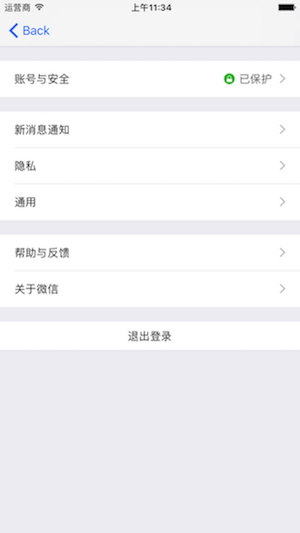 运营商 上午11:34
Back
账号与安全 已保护
新消息通知
隐私
通用
帮助与反馈
关于微信
退出登录